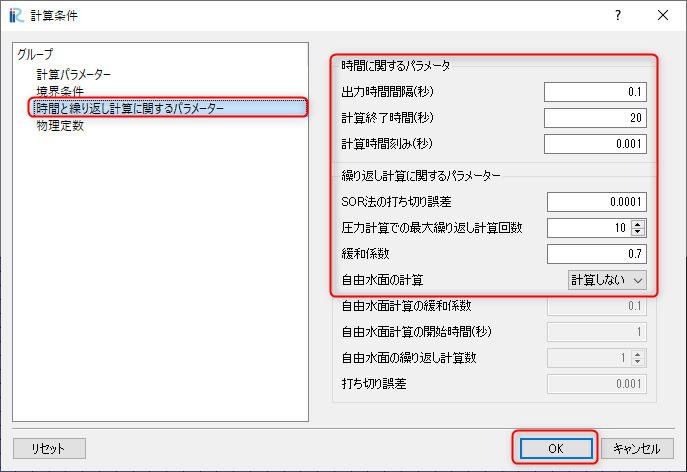 計算条件
?
グループ
計算パラメーター
境界条件
時間と繰り返し計算に関するパラメーター
物理定数
時間に関するパラメータ
出力時間間隔(秒) 0.1
計算終了時間(秒) 20
計算時間刻み(秒) 0.001
繰り返し計算に関するパラメーター
SOR法の打ち切り誤差 0.0001
圧力計算での最大繰り返し計算回数 10
緩和係数 0.7
自由水面の計算 計算しない
自由水面計算の緩和係数 0.1
自由水面計算の開始時間(秒) 1
自由水面の繰り返し計算数 1
打ち切り誤差 0.001
リセット OK キャンセル